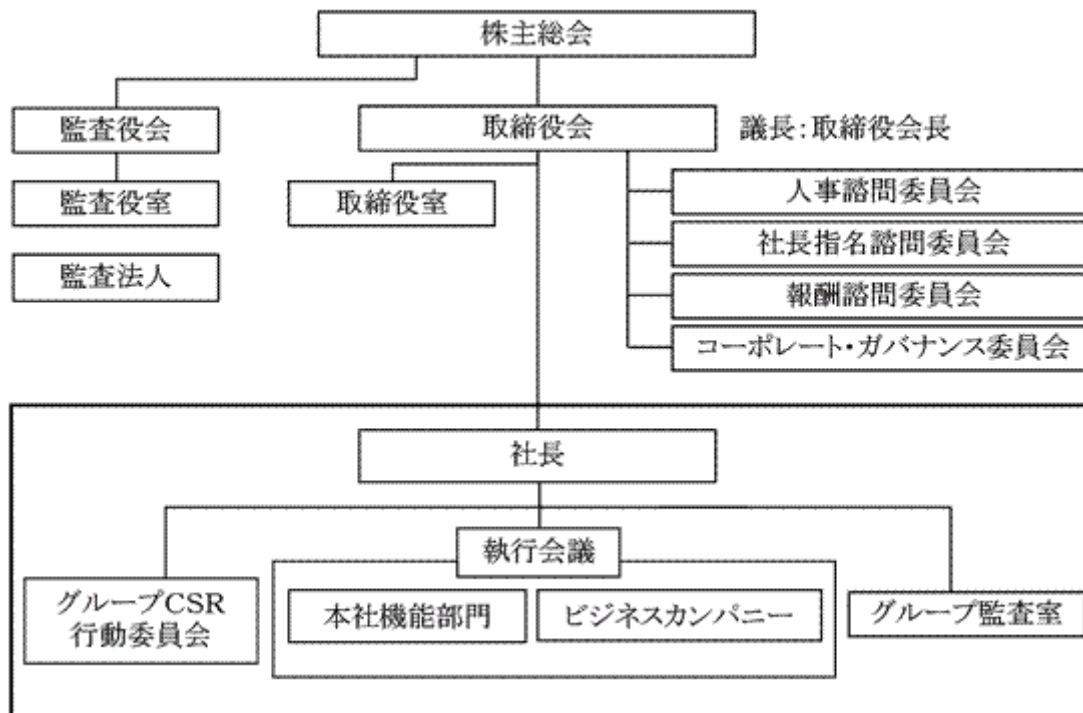 株主総会
監査役会
取締役会
議長:取締役会長
監査役室
取締役室
人事諮問委員会
社長指名諮問委員会
監査法人
報酬諮問委員会
コーポレート・ガバナンス委員会
社長
執行会議
グループCSR
行動委員会
本社機能部門
ビジネスカンパニー
グループ監査室